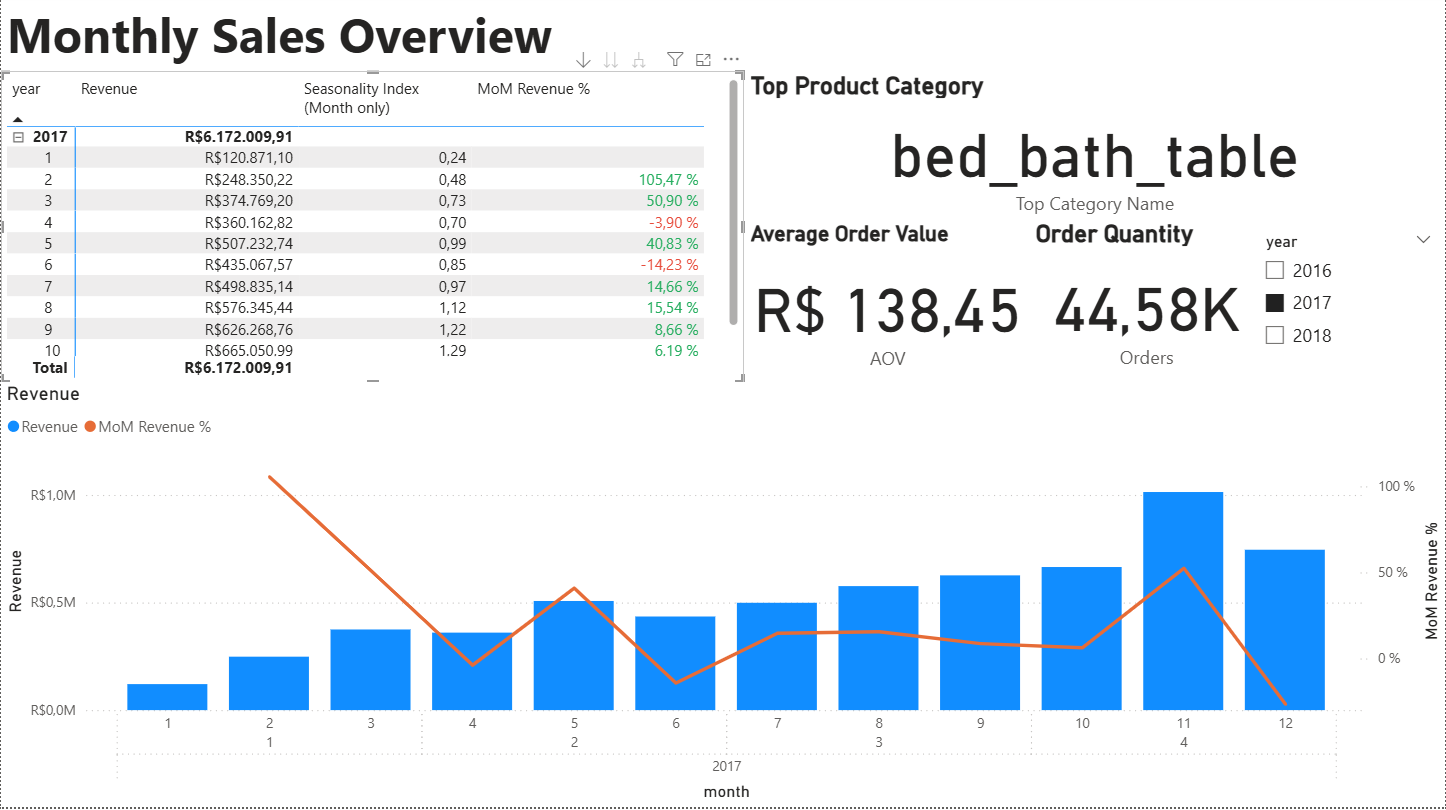 Monthly Sales Overview
year Revenue Seasonality Index (Month only) MoM Revenue %
2017 R$6.172.009,91
1 R$120.871,10 0,24
2 R$248.350,22 0,48 105,47 %
3 R$374.769,20 0,73 50,90 %
4 R$360.162,82 0,70 -3,90 %
5 R$507.232,74 0,99 40,83 %
6 R$435.067,57 0,85 -14,23 %
7 R$498.835,14 0,97 14,66 %
8 R$576.345,44 1,12 15,54 %
9 R$626.268,76 1,22 8,66 %
10 R$665.050,99 1,29 6,19 %
Total R$6.172.009,91
Top Product Category
bed_bath_table
Top Category Name
Average Order Value
R$ 138,45
AOV
Order Quantity
44,58K
Orders
year
2016
2017
2018
Revenue
Revenue MoM Revenue %
Revenue
R$1,0M
R$0,5M
R$0,0M
100 %
50 %
0 %
MoM Revenue %
1 2 3 4 5 6 7 8 9 10 11 12
1 2 3 4
2017
month